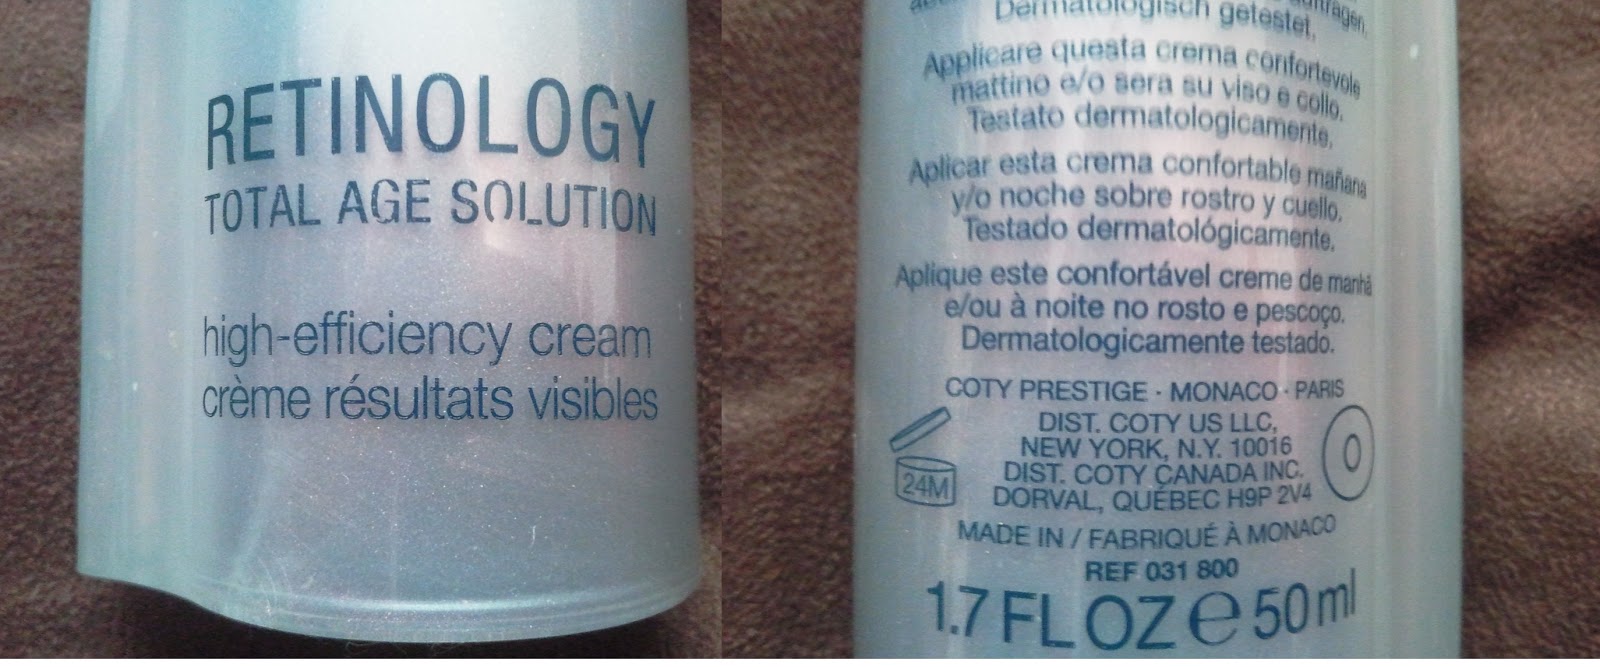 RETINOLOGY
TOTAL AGE SOLUTION
high-efficiency cream
crème résultats visibles
Dermatologisch getestet.
Applicare questa crema confortevole
mattino e/o sera su viso e collo.
Testato dermatologicamente.
Aplicar esta crema confortable mañana
y/o noche sobre rostro y cuello.
Testado dermatológicamente.
Aplique este confortável creme de manhã
e/ou à noite no rosto e pescoço.
Dermatologicamente testado.
COTY PRESTIGE · MONACO · PARIS
DIST. COTY US LLC,
NEW YORK, N.Y. 10016
DIST. COTY CANADA INC.
DORVAL, QUÉBEC H9P 2V4
24M
MADE IN / FABRIQUÉ À MONACO
REF 031 800
1.7 FL OZ e 50 ml